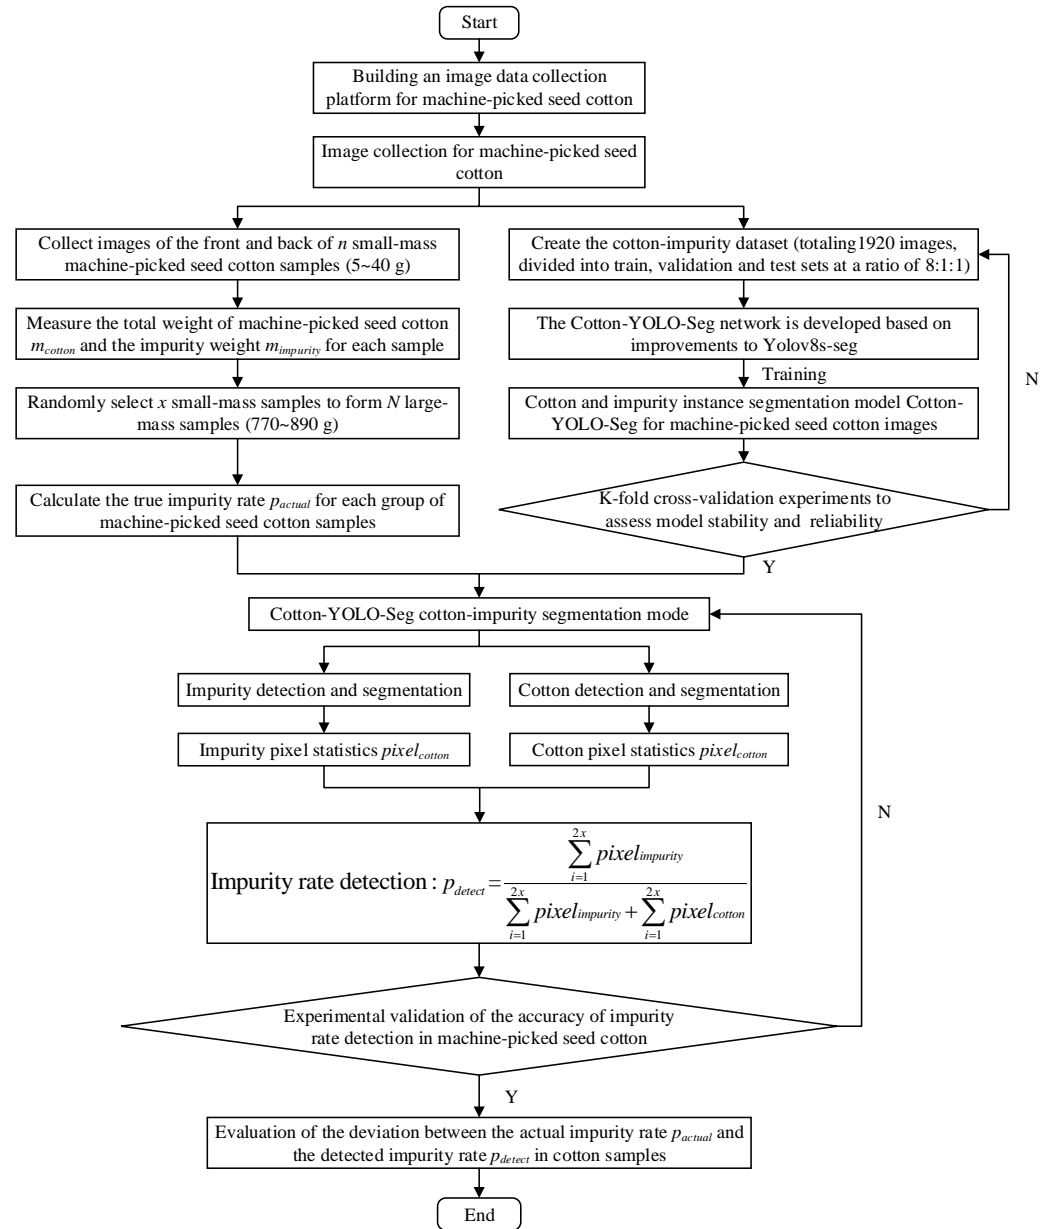 Start
Building an image data collection
platform for machine-picked seed cotton
Image collection for machine-picked seed
cotton
Collect images of the front and back of n small-mass
machine-picked seed cotton samples (5~40 g)
Measure the total weight of machine-picked seed cotton
m_cotton and the impurity weight m_impurity for each sample
Randomly select x small-mass samples to form N large-
mass samples (770~890 g)
Calculate the true impurity rate p_actual for each group of
machine-picked seed cotton samples
Create the cotton-impurity dataset (totaling1920 images,
divided into train, validation and test sets at a ratio of 8:1:1)
The Cotton-YOLO-Seg network is developed based on
improvements to Yolov8s-seg
Training
N
Cotton and impurity instance segmentation model Cotton-
YOLO-Seg for machine-picked seed cotton images
K-fold cross-validation experiments to
assess model stability and reliability
Y
Cotton-YOLO-Seg cotton-impurity segmentation mode
Impurity detection and segmentation
Cotton detection and segmentation
Impurity pixel statistics pixel_cotton
Cotton pixel statistics pixel_cotton
N
Impurity rate detection : p_detect = \frac{\sum_{i=1}^{2x} pixel_{impurity}}{\sum_{i=1}^{2x} pixel_{impurity} + \sum_{i=1}^{2x} pixel_{cotton}}
Experimental validation of the accuracy of impurity
rate detection in machine-picked seed cotton
Y
Evaluation of the deviation between the actual impurity rate p_actual and
the detected impurity rate p_detect in cotton samples
End